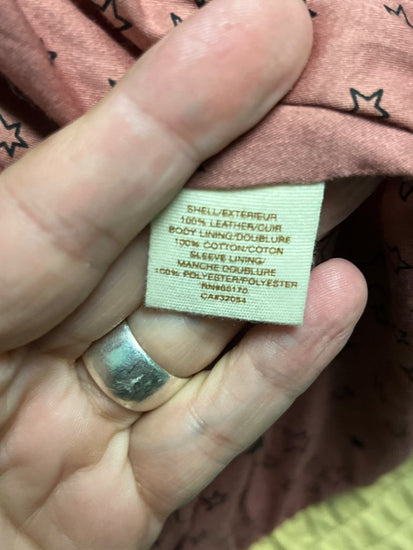 SHELL/EXTERIEUR
100% LEATHER/CUIR
BODY LINING/DOUBLURE
100% COTTON/COTON
SLEEVE LINING/
MANCHE DOUBLURE
100% POLYESTER/POLYESTER
RN#66170
CA#32054